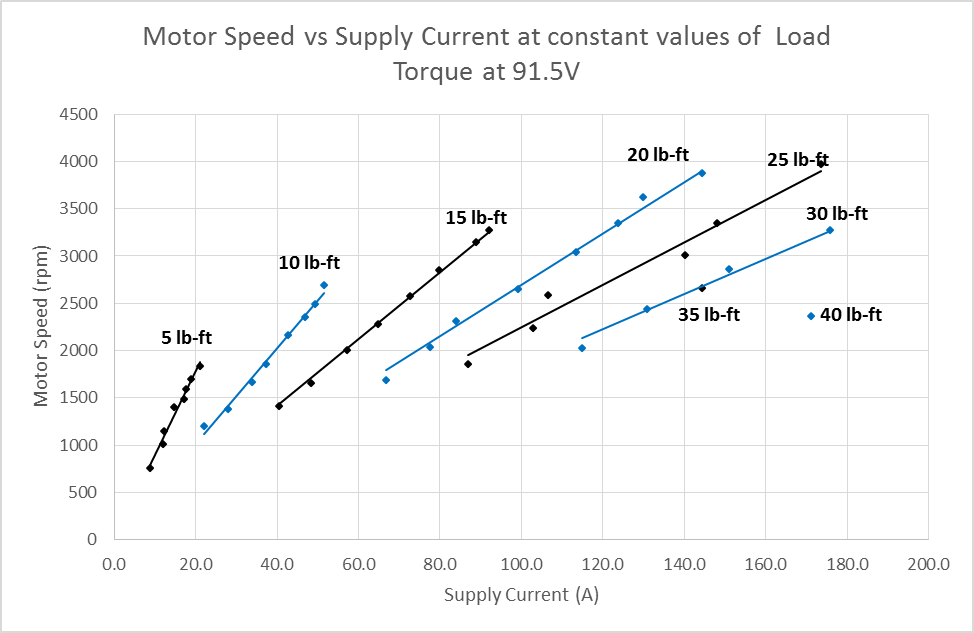 Motor Speed vs Supply Current at constant values of Load
Torque at 91.5V
4500
4000
3500
3000
2500
2000
1500
1000
500
0
Motor Speed (rpm)
5 lb-ft
10 lb-ft
15 lb-ft
20 lb-ft
25 lb-ft
30 lb-ft
35 lb-ft
40 lb-ft
0.0 20.0 40.0 60.0 80.0 100.0 120.0 140.0 160.0 180.0 200.0
Supply Current (A)